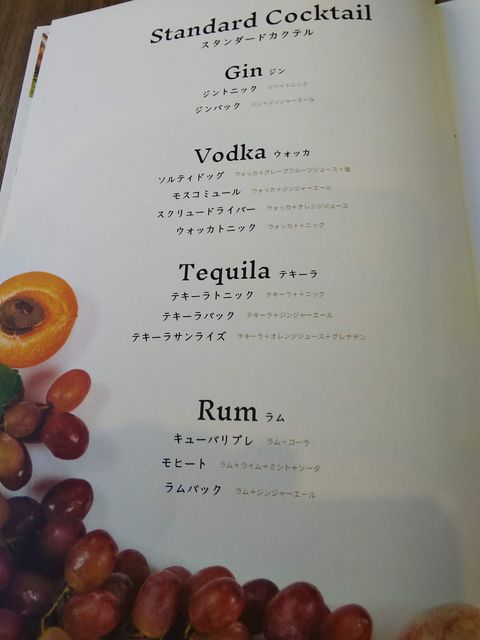 Standard Cocktail
スタンダードカクテル
Gin ジン
ジントニック ジン+トニック
ジンバック ジン+ジンジャーエール
Vodka ウォッカ
ソルティドッグ ウォッカ+グレープフルーツジュース+塩
モスコミュール ウォッカ+ジンジャーエール
スクリュードライバー ウォッカ+オレンジジュース
ウォッカトニック ウォッカ+トニック
Tequila テキーラ
テキーラトニック テキーラ+トニック
テキーラバック テキーラ+ジンジャーエール
テキーラサンライズ テキーラ+オレンジジュース+グレナデン
Rum ラム
キューバリブレ ラム+コーラ
モヒート ラム+ライム+ミント+ソーダ
ラムバック ラム+ジンジャーエール